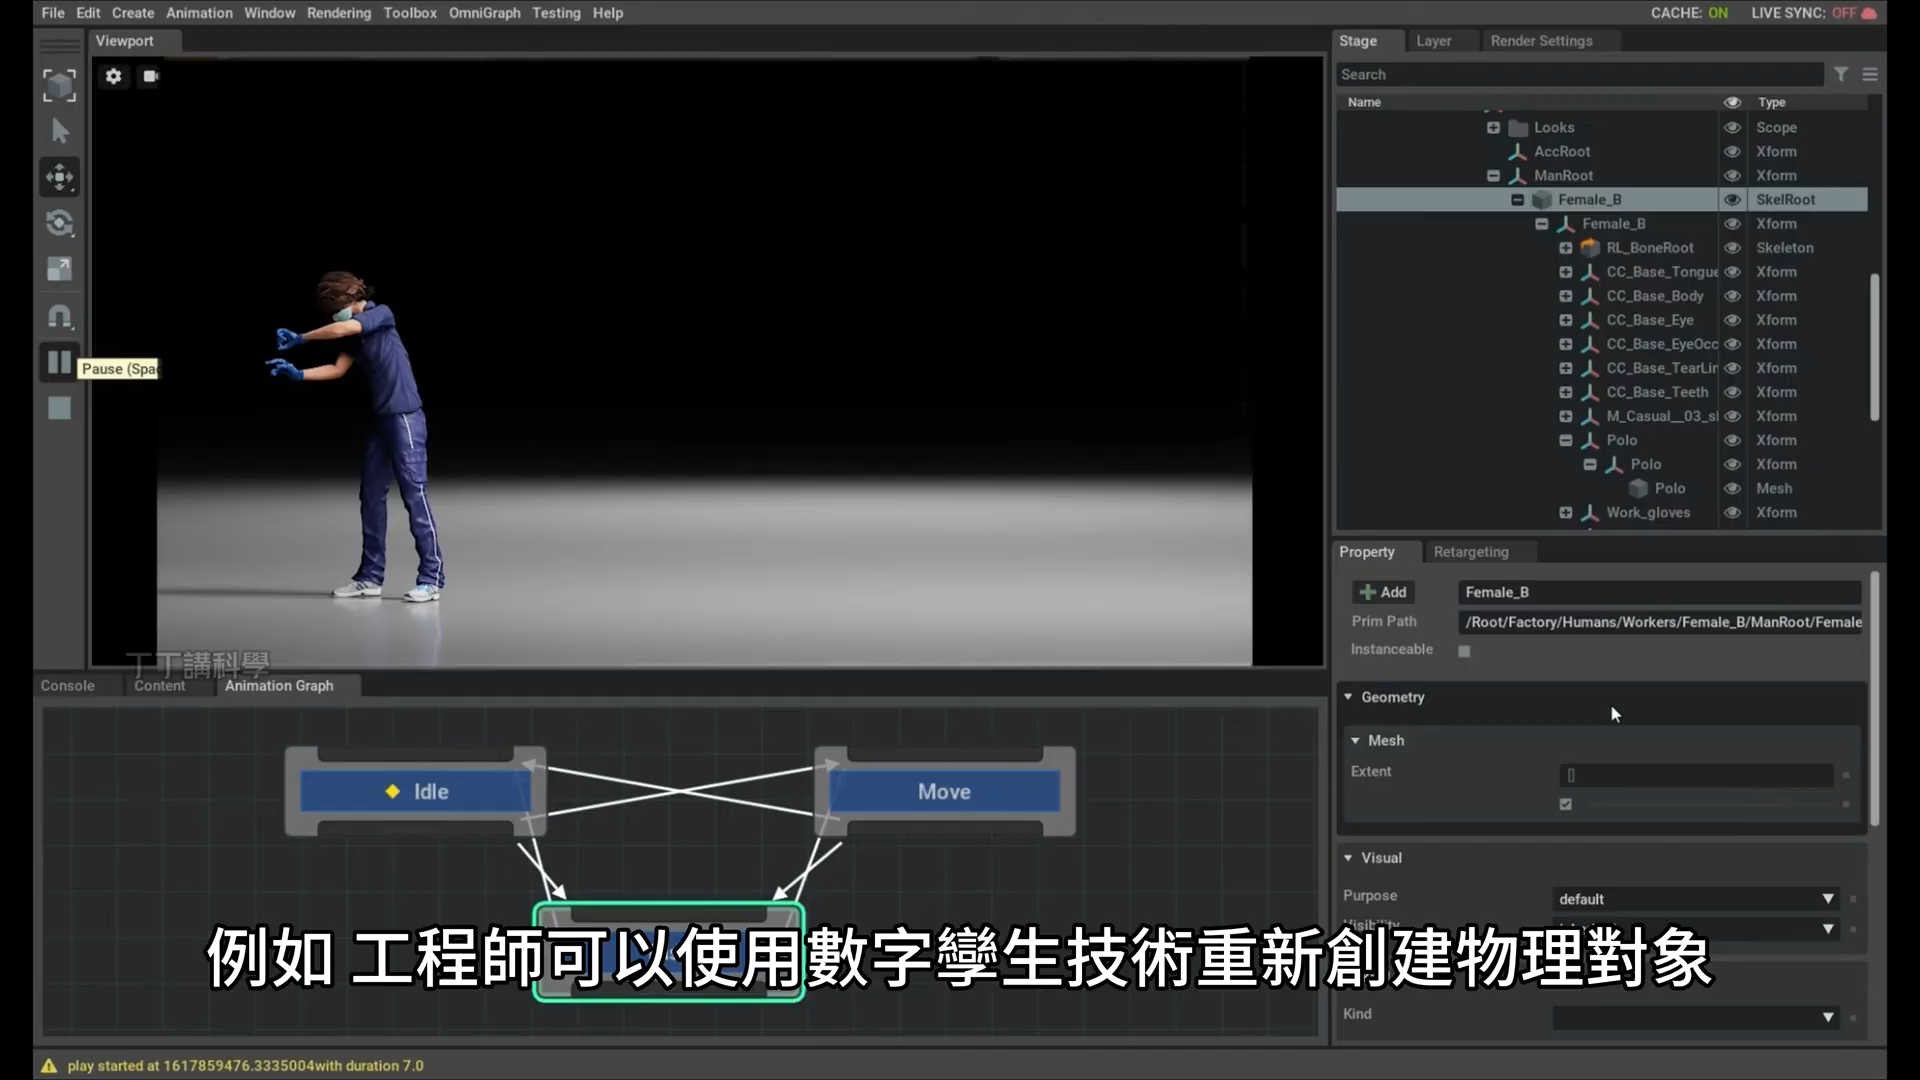 File Edit Create Animation Window Rendering Toolbox OmniGraph Testing Help
CACHE: ON LIVE SYNC: OFF
Viewport
Pause (Spac
Stage Layer Render Settings
Search
Name Type
Looks Scope
AccRoot Xform
ManRoot Xform
Female_B SkelRoot
Female_B Xform
RL_BoneRoot Skeleton
CC_Base_Tongue Xform
CC_Base_Body Xform
CC_Base_Eye Xform
CC_Base_EyeOcc Xform
CC_Base_TearLin Xform
CC_Base_Teeth Xform
M_Casual__03_sl Xform
Polo Xform
Polo Xform
Polo Mesh
Work_gloves Xform
Property Retargeting
Add Female_B
Prim Path /Root/Factory/Humans/Workers/Female_B/ManRoot/Female
Instanceable
Geometry
Mesh
Extent []
Visual
Purpose default
Visibility
Kind
丁丁講科學
Console Content Animation Graph
Idle Move
例如 工程師可以使用數字孿生技術重新創建物理對象
play started at 1617859476.3335004with duration 7.0